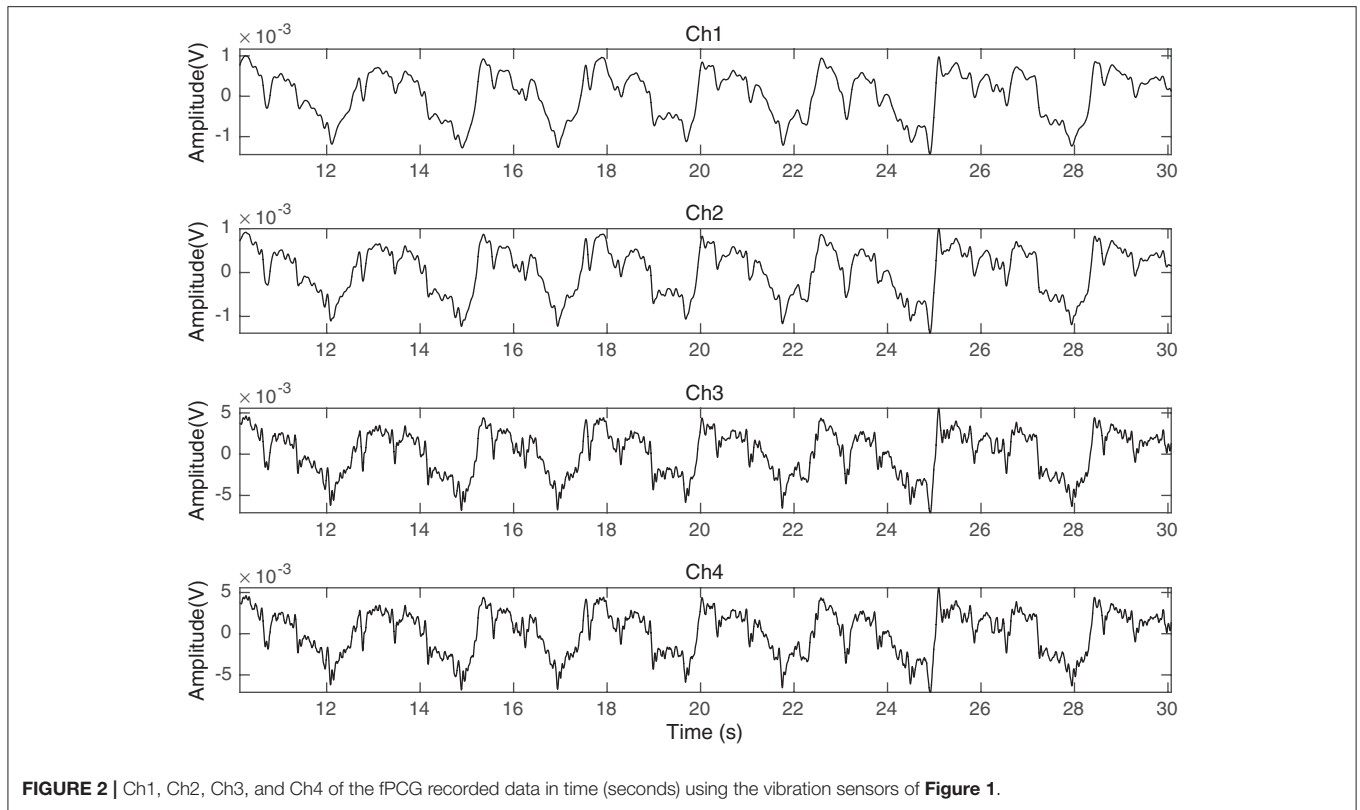 Ch1
× 10-3
Amplitude(V)
1
0
-1
12 14 16 18 20 22 24 26 28 30
Ch2
× 10-3
Amplitude(V)
1
0
-1
12 14 16 18 20 22 24 26 28 30
Ch3
× 10-3
Amplitude(V)
5
0
-5
12 14 16 18 20 22 24 26 28 30
Ch4
× 10-3
Amplitude(V)
5
0
-5
12 14 16 18 20 22 24 26 28 30
Time (s)
FIGURE 2 | Ch1, Ch2, Ch3, and Ch4 of the fPCG recorded data in time (seconds) using the vibration sensors of Figure 1.